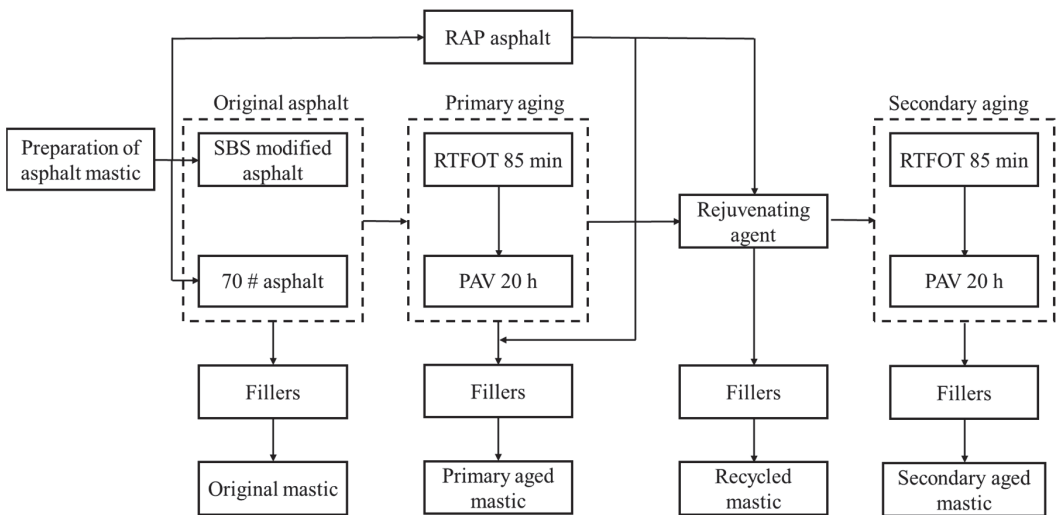 RAP asphalt
Original asphalt
Primary aging
Secondary aging
Preparation of
asphalt mastic
SBS modified
asphalt
70 # asphalt
RTFOT 85 min
PAV 20 h
Rejuvenating
agent
RTFOT 85 min
PAV 20 h
Fillers
Fillers
Fillers
Fillers
Original mastic
Primary aged
mastic
Recycled
mastic
Secondary aged
mastic